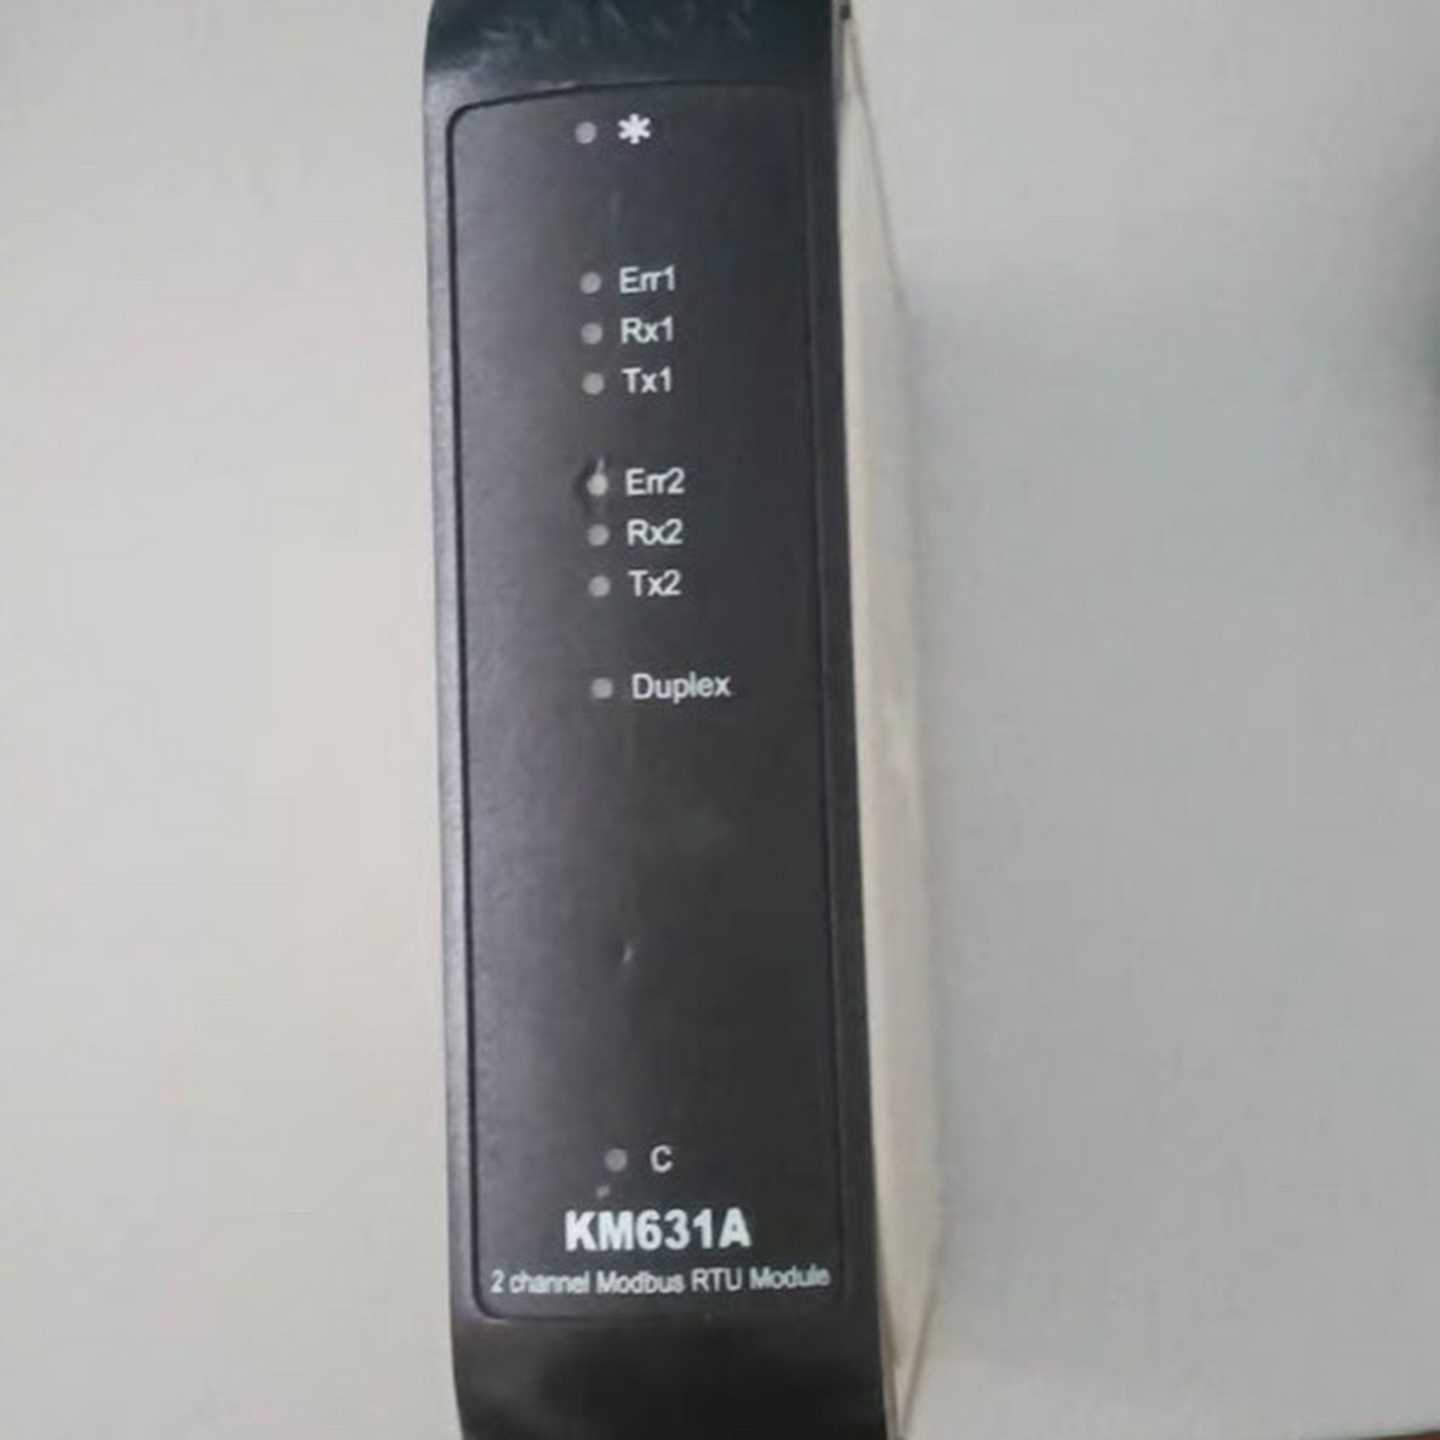 *
Err1
Rx1
Tx1
Err2
Rx2
Tx2
Duplex
C
KM631A
2 channel Modbus RTU Module